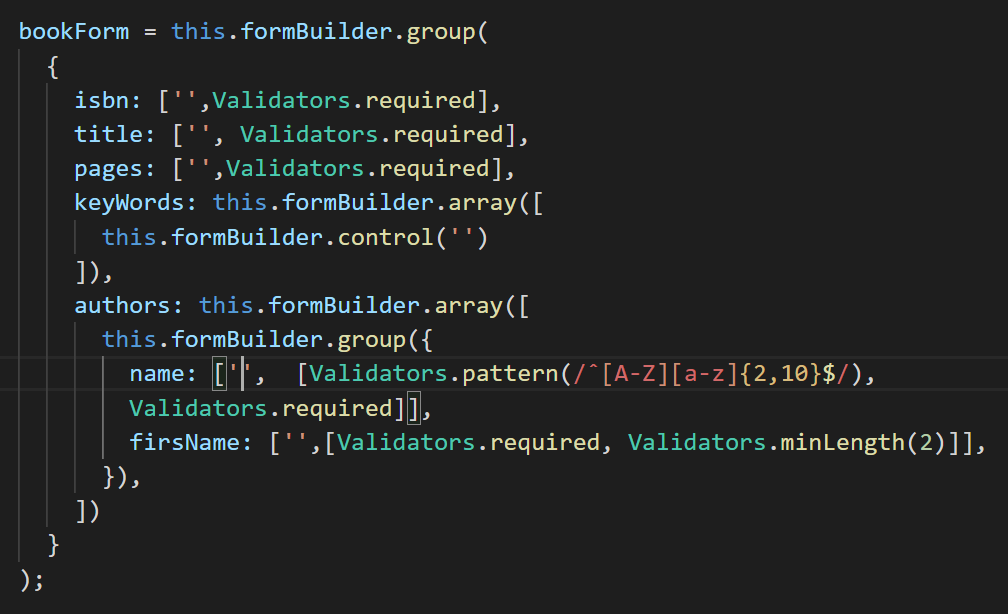 bookForm = this.formBuilder.group(
{
isbn: ['',Validators.required],
title: ['', Validators.required],
pages: ['',Validators.required],
keyWords: this.formBuilder.array([
this.formBuilder.control('')
]),
authors: this.formBuilder.array([
this.formBuilder.group({
name: ['',  [Validators.pattern(/^[A-Z][a-z]{2,10}$/),
Validators.required]],
firsName: ['',[Validators.required, Validators.minLength(2)]],
}),
])
}
);